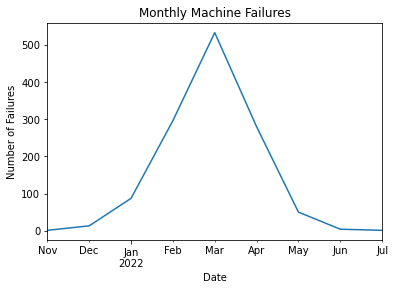 Monthly Machine Failures
Number of Failures
500
400
300
200
100
0
Nov Dec Jan Feb Mar Apr May Jun Jul
2022
Date